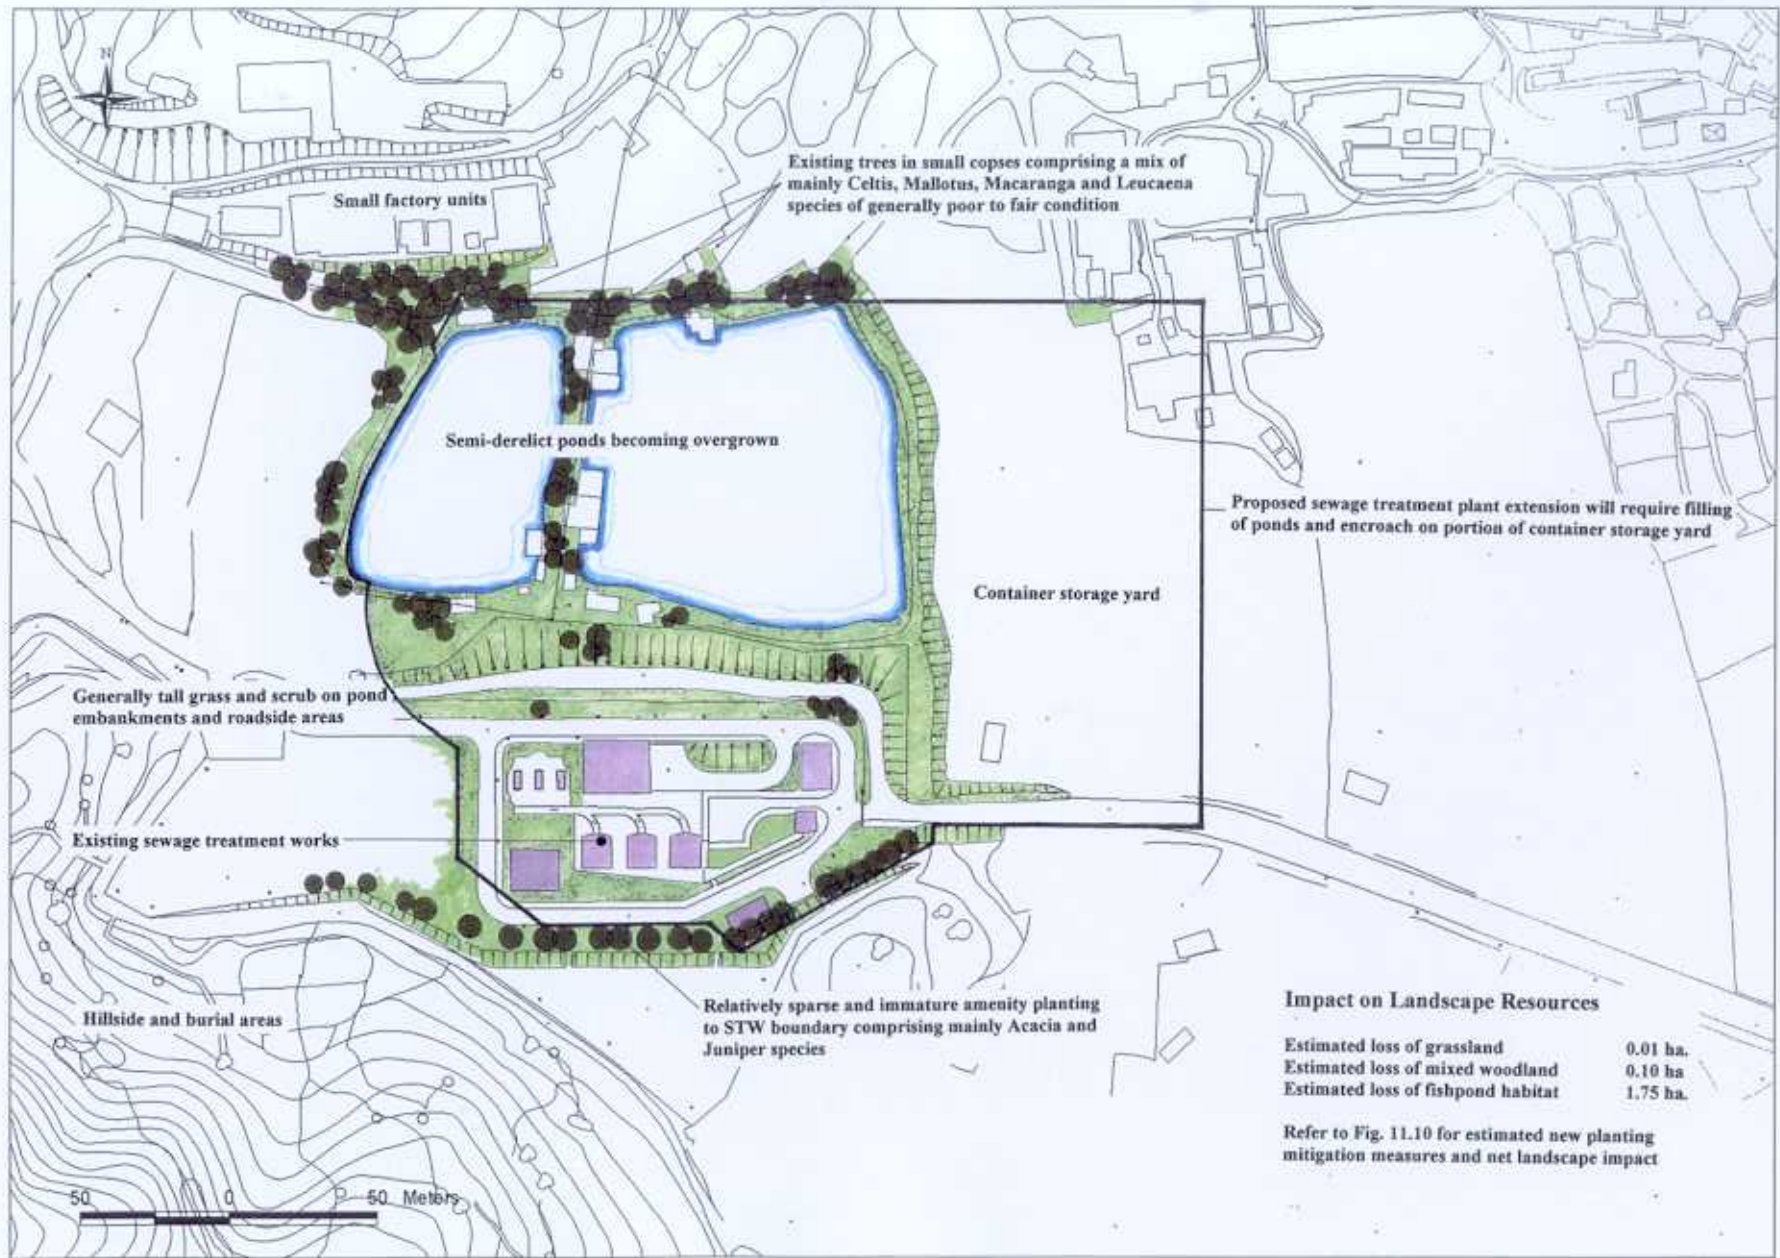 N
Existing trees in small copses comprising a mix of
mainly Celtis, Mallotus, Macaranga and Leucaena
species of generally poor to fair condition
Small factory units
Semi-derelict ponds becoming overgrown
Proposed sewage treatment plant extension will require filling
of ponds and encroach on portion of container storage yard
Container storage yard
Generally tall grass and scrub on pond
embankments and roadside areas
Existing sewage treatment works
Hillside and burial areas
Relatively sparse and immature amenity planting
to STW boundary comprising mainly Acacia and
Juniper species
Impact on Landscape Resources
Estimated loss of grassland 0.01 ha.
Estimated loss of mixed woodland 0.10 ha
Estimated loss of fishpond habitat 1.75 ha.
Refer to Fig. 11.10 for estimated new planting
mitigation measures and net landscape impact
50 0 50 Meters